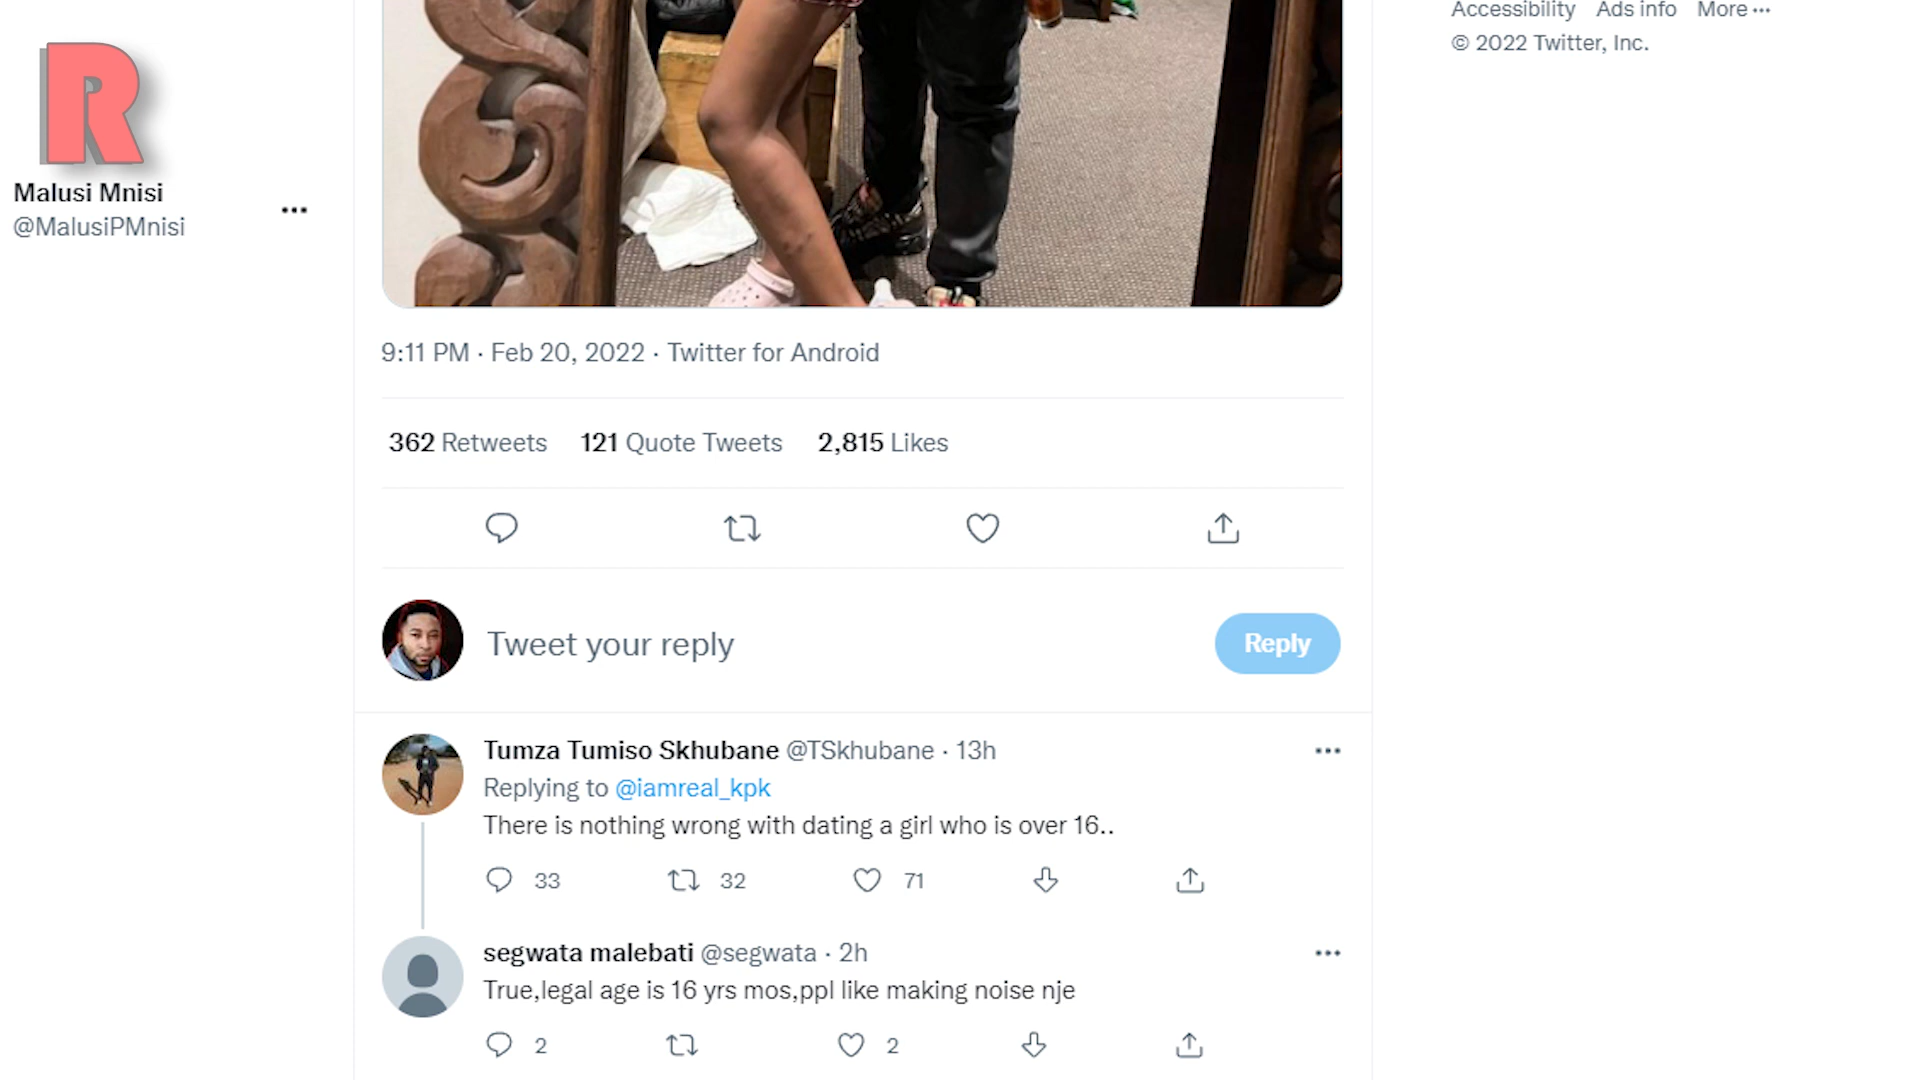 R
Malusi Mnisi
@MalusiPMnisi
Accessibility Ads info More ...
© 2022 Twitter, Inc.
9:11 PM · Feb 20, 2022 · Twitter for Android
362 Retweets 121 Quote Tweets 2,815 Likes
Tweet your reply
Reply
Tumza Tumiso Skhubane @TSkhubane · 13h
Replying to @iamreal_kpk
There is nothing wrong with dating a girl who is over 16..
33 32 71
segwata malebati @segwata · 2h
True,legal age is 16 yrs mos,ppl like making noise nje
2 2